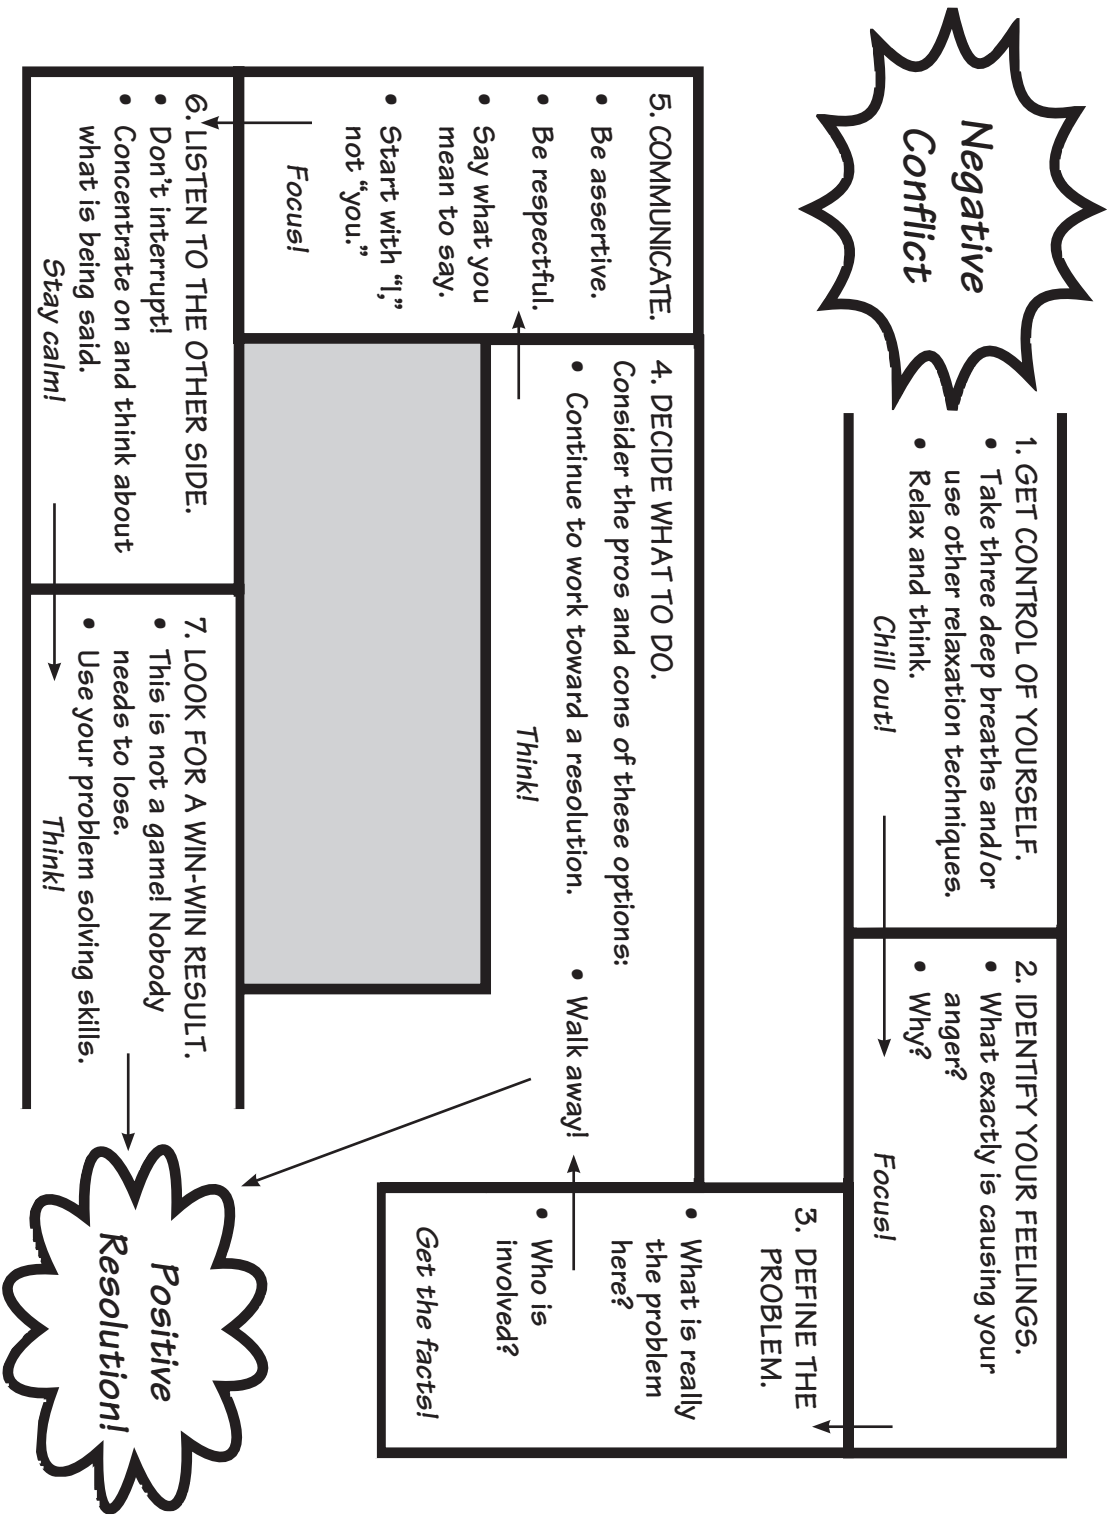 Negative
Conflict
1. GET CONTROL OF YOURSELF.
• Take three deep breaths and/or
use other relaxation techniques.
• Relax and think.
Chill out!
2. IDENTIFY YOUR FEELINGS.
• What exactly is causing your
anger?
• Why?
Focus!
3. DEFINE THE
PROBLEM.
• What is really
the problem
here?
• Who is
involved?
Get the facts!
4. DECIDE WHAT TO DO.
Consider the pros and cons of these options:
• Continue to work toward a resolution. • Walk away!
Think!
5. COMMUNICATE.
• Be assertive.
• Be respectful.
• Say what you
mean to say.
• Start with “I,”
not “you.”
Focus!
6. LISTEN TO THE OTHER SIDE.
• Don’t interrupt!
• Concentrate on and think about
what is being said.
Stay calm!
7. LOOK FOR A WIN-WIN RESULT.
• This is not a game! Nobody
needs to lose.
• Use your problem solving skills.
Think!
Positive
Resolution!